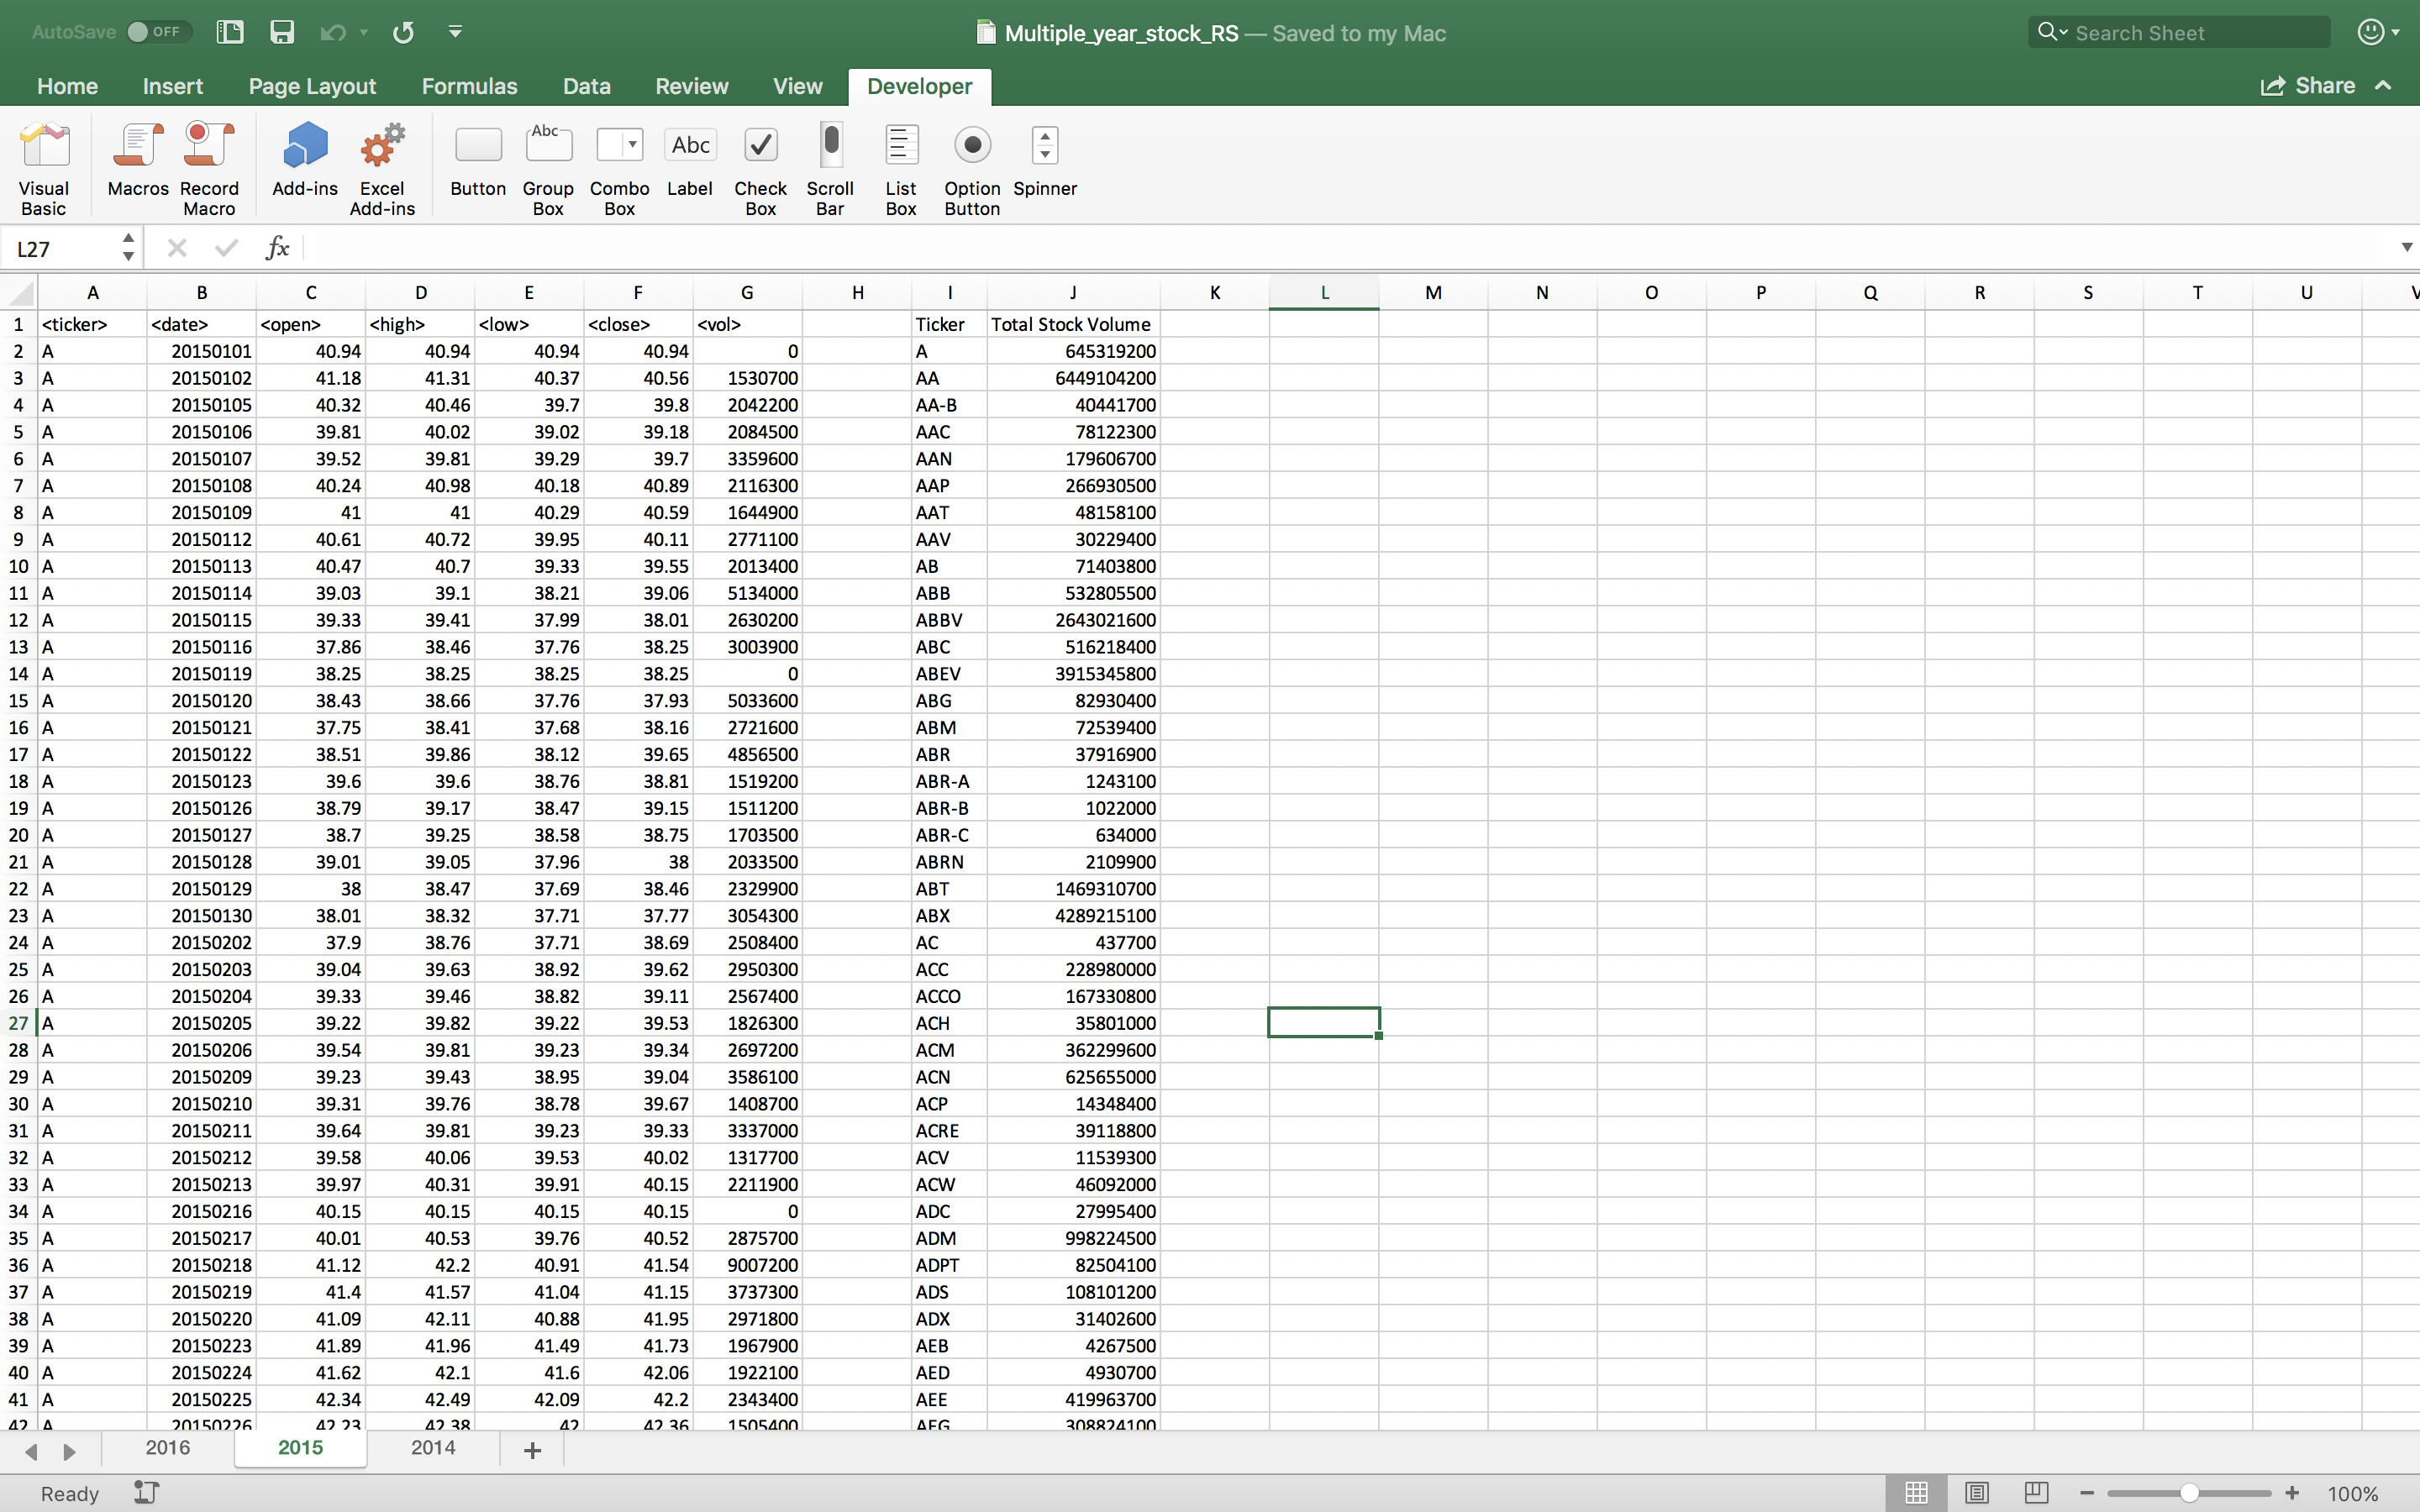 AutoSave OFF Multiple_year_stock_RS — Saved to my Mac Search Sheet
Home Insert Page Layout Formulas Data Review View Developer Share
Abc Abc
Visual Basic Macros Record Macro Add-ins Excel Add-ins Button Group Box Combo Box Label Check Box Scroll Bar List Box Option Button Spinner
L27 fx
A B C D E F G H I J K L M N O P Q R S T U V
1 <ticker> <date> <open> <high> <low> <close> <vol> Ticker Total Stock Volume
2 A 20150101 40.94 40.94 40.94 40.94 0 A 645319200
3 A 20150102 41.18 41.31 40.37 40.56 1530700 AA 6449104200
4 A 20150105 40.32 40.46 39.7 39.8 2042200 AA-B 40441700
5 A 20150106 39.81 40.02 39.02 39.18 2084500 AAC 78122300
6 A 20150107 39.52 39.81 39.29 39.7 3359600 AAN 179606700
7 A 20150108 40.24 40.98 40.18 40.89 2116300 AAP 266930500
8 A 20150109 41 41 40.29 40.59 1644900 AAT 48158100
9 A 20150112 40.61 40.72 39.95 40.11 2771100 AAV 30229400
10 A 20150113 40.47 40.7 39.33 39.55 2013400 AB 71403800
11 A 20150114 39.03 39.1 38.21 39.06 5134000 ABB 532805500
12 A 20150115 39.33 39.41 37.99 38.01 2630200 ABBV 2643021600
13 A 20150116 37.86 38.46 37.76 38.25 3003900 ABC 516218400
14 A 20150119 38.25 38.25 38.25 38.25 0 ABEV 3915345800
15 A 20150120 38.43 38.66 37.76 37.93 5033600 ABG 82930400
16 A 20150121 37.75 38.41 37.68 38.16 2721600 ABM 72539400
17 A 20150122 38.51 39.86 38.12 39.65 4856500 ABR 37916900
18 A 20150123 39.6 39.6 38.76 38.81 1519200 ABR-A 1243100
19 A 20150126 38.79 39.17 38.47 39.15 1511200 ABR-B 1022000
20 A 20150127 38.7 39.25 38.58 38.75 1703500 ABR-C 634000
21 A 20150128 39.01 39.05 37.96 38 2033500 ABRN 2109900
22 A 20150129 38 38.47 37.69 38.46 2329900 ABT 1469310700
23 A 20150130 38.01 38.32 37.71 37.77 3054300 ABX 4289215100
24 A 20150202 37.9 38.76 37.71 38.69 2508400 AC 437700
25 A 20150203 39.04 39.63 38.92 39.62 2950300 ACC 228980000
26 A 20150204 39.33 39.46 38.82 39.11 2567400 ACCO 167330800
27 A 20150205 39.22 39.82 39.22 39.53 1826300 ACH 35801000
28 A 20150206 39.54 39.81 39.23 39.34 2697200 ACM 362299600
29 A 20150209 39.23 39.43 38.95 39.04 3586100 ACN 625655000
30 A 20150210 39.31 39.76 38.78 39.67 1408700 ACP 14348400
31 A 20150211 39.64 39.81 39.23 39.33 3337000 ACRE 39118800
32 A 20150212 39.58 40.06 39.53 40.02 1317700 ACV 11539300
33 A 20150213 39.97 40.31 39.91 40.15 2211900 ACW 46092000
34 A 20150216 40.15 40.15 40.15 40.15 0 ADC 27995400
35 A 20150217 40.01 40.53 39.76 40.52 2875700 ADM 998224500
36 A 20150218 41.12 42.2 40.91 41.54 9007200 ADPT 82504100
37 A 20150219 41.4 41.57 41.04 41.15 3737300 ADS 108101200
38 A 20150220 41.09 42.11 40.88 41.95 2971800 ADX 31402600
39 A 20150223 41.89 41.96 41.49 41.73 1967900 AEB 4267500
40 A 20150224 41.62 42.1 41.6 42.06 1922100 AED 4930700
41 A 20150225 42.34 42.49 42.09 42.2 2343400 AEE 419963700
42 A 20150226 42.23 42.38 42 42.36 1505400 AEG 308824100
2016 2015 2014 +
Ready 100%